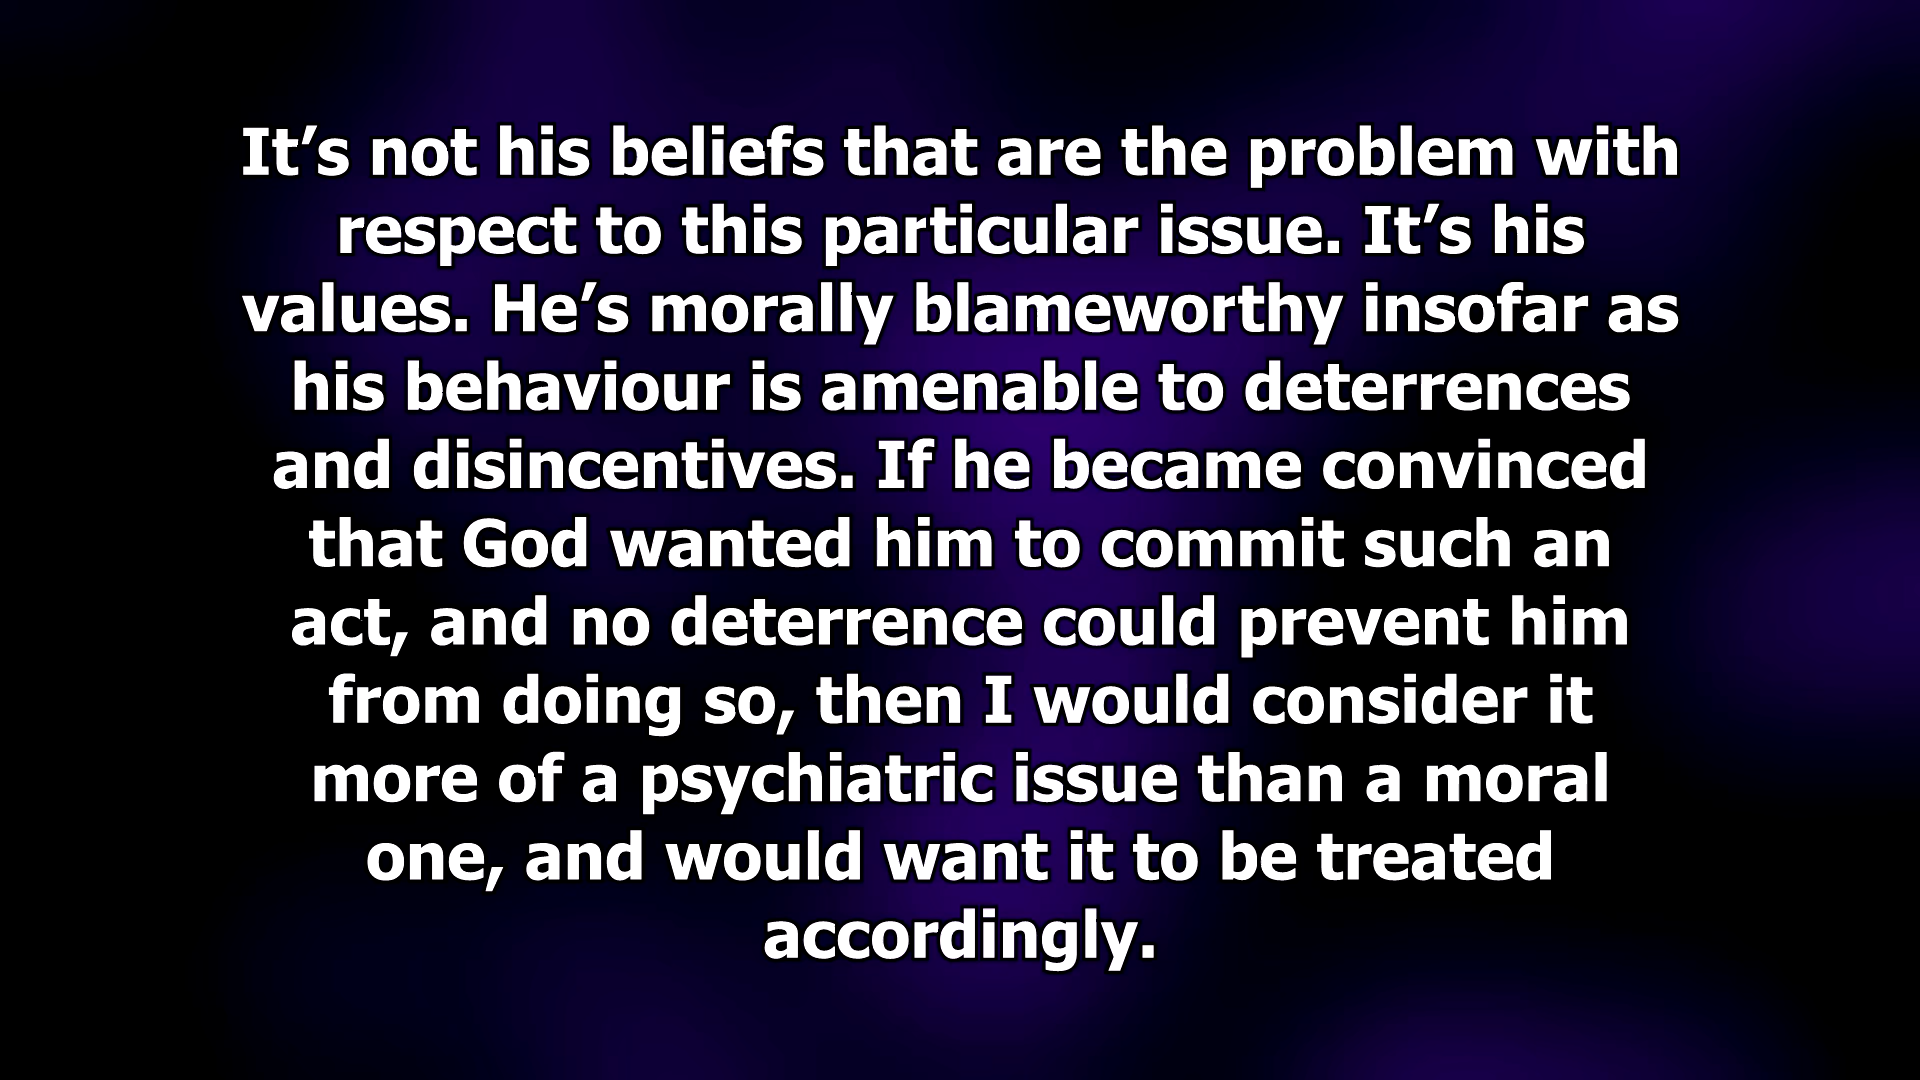 It’s not his beliefs that are the problem with
respect to this particular issue. It’s his
values. He’s morally blameworthy insofar as
his behaviour is amenable to deterrences
and disincentives. If he became convinced
that God wanted him to commit such an
act, and no deterrence could prevent him
from doing so, then I would consider it
more of a psychiatric issue than a moral
one, and would want it to be treated
accordingly.